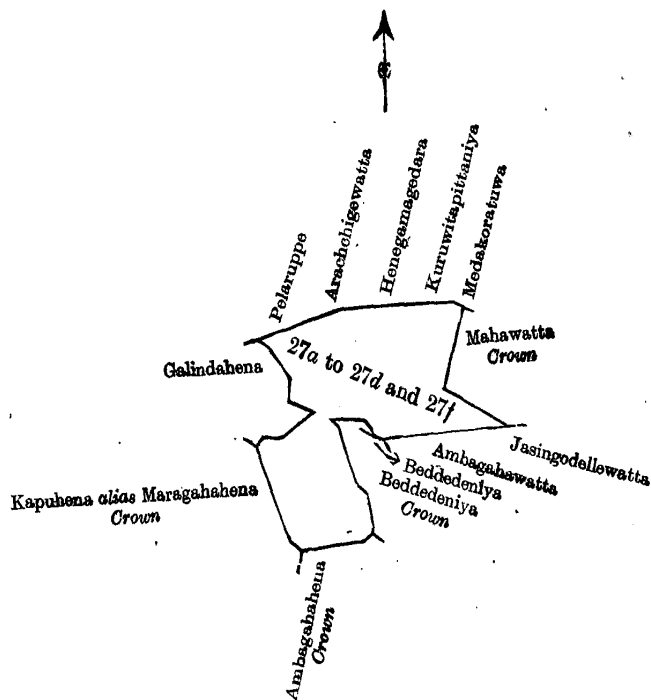 Pelaruppe
Arachchigewatta
Henegamagedara
Kuruwitapittaniya
Medakoratuwa
Mahawatta
Crown
Galindahena
27a to 27d and 27f
Jasingodellewatta
Ambagahawatta
Beddedeniya
Beddedeniya
Crown
Kapuhena alias Maragahahena
Crown
Ambagahahena
Crown